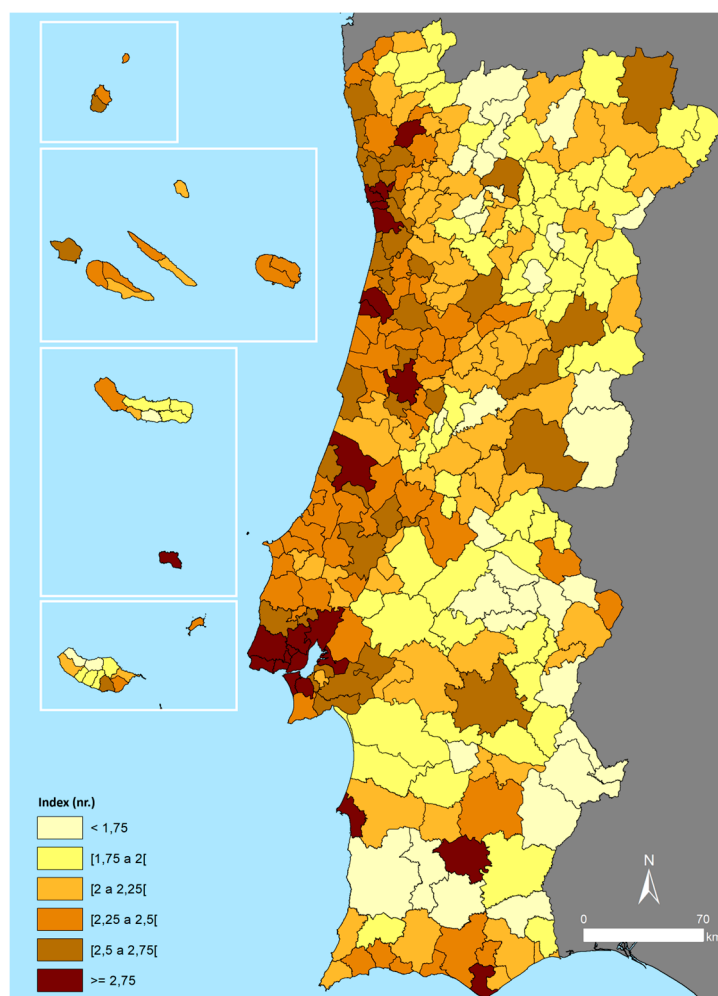 Index (nr.)
< 1,75
[1,75 a 2[
[2 a 2,25[
[2,25 a 2,5[
[2,5 a 2,75[
>= 2,75
N
0 70
km